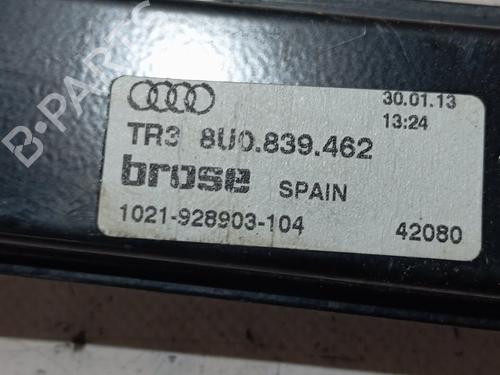 B-PARTS
30.01.13
13:24
TR3 8U0.839.462
brose SPAIN
1021-928903-104 42080